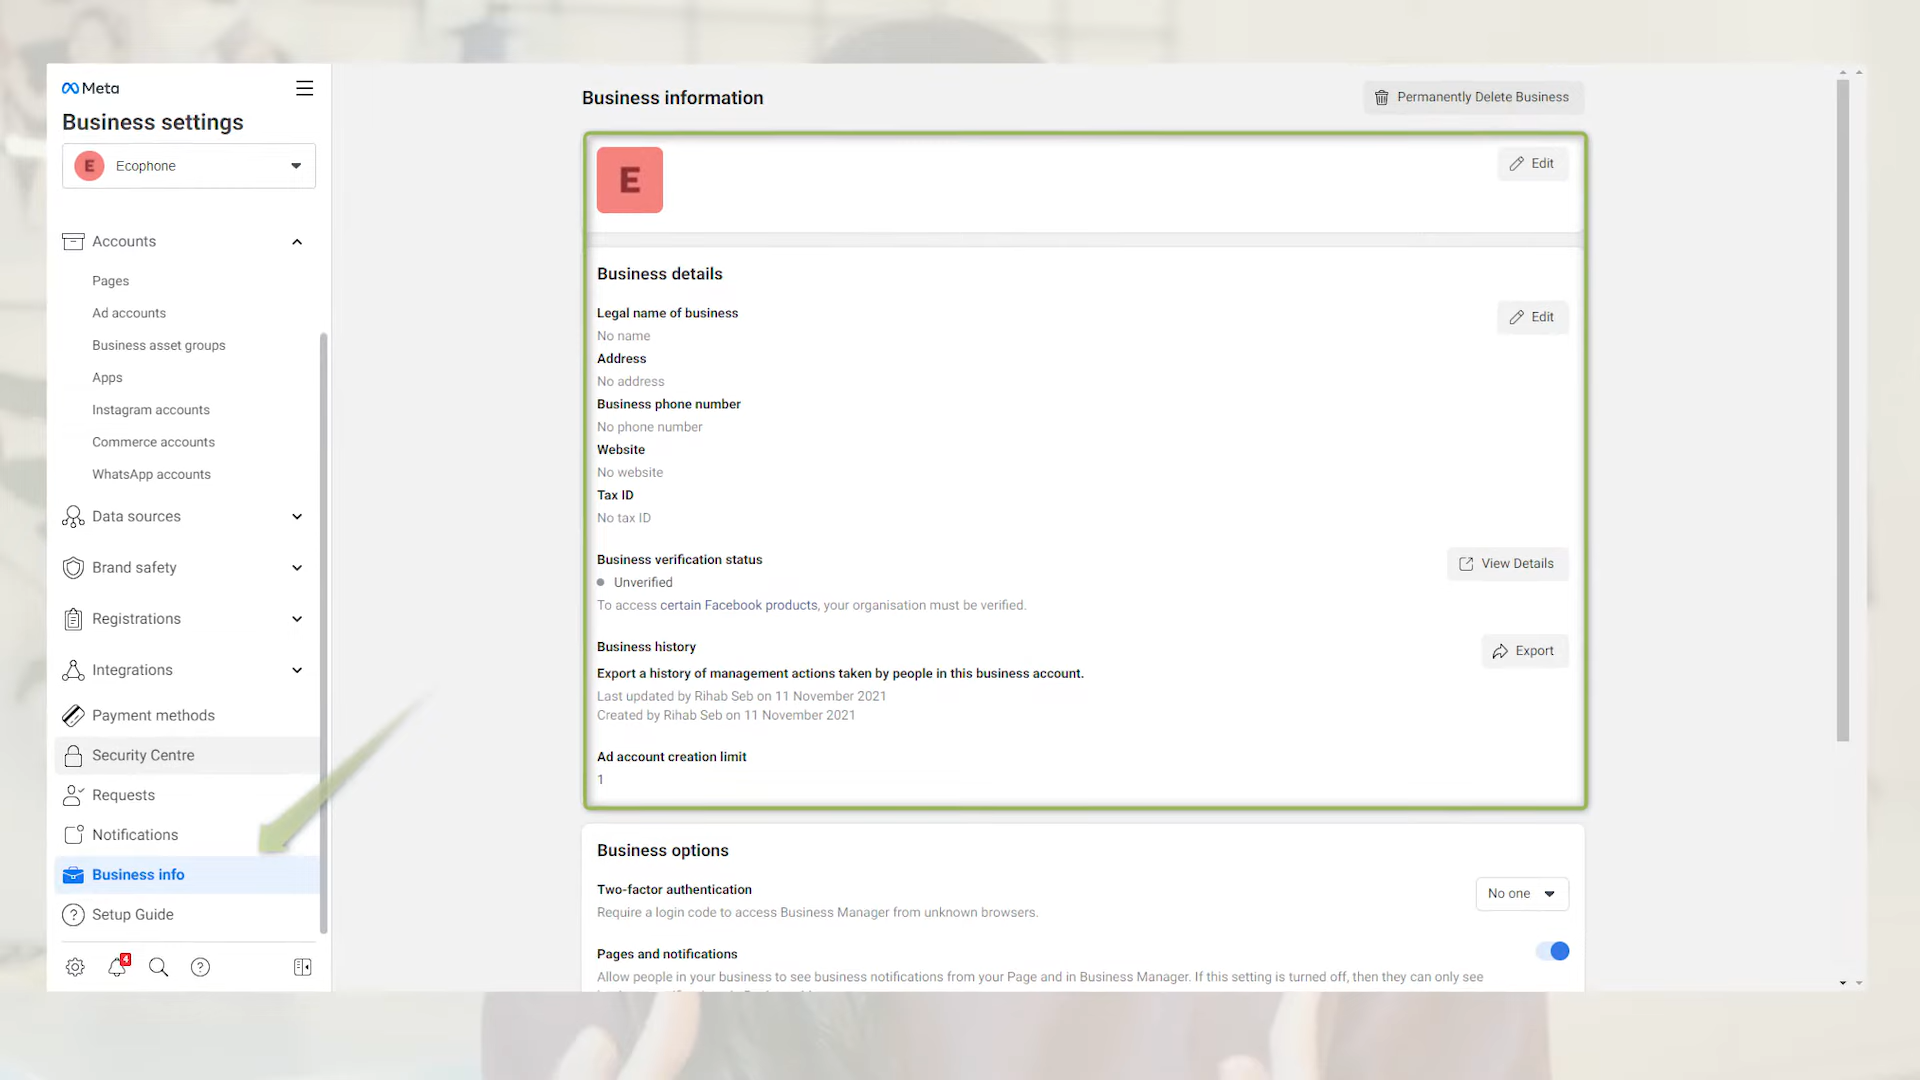 Meta
Business settings
E
Ecophone
Accounts
Pages
Ad accounts
Business asset groups
Apps
Instagram accounts
Commerce accounts
WhatsApp accounts
Data sources
Brand safety
Registrations
Integrations
Payment methods
Security Centre
Requests
Notifications
Business info
Setup Guide
4
Business information
Permanently Delete Business
E
Edit
Business details
Legal name of business
Edit
No name
Address
No address
Business phone number
No phone number
Website
No website
Tax ID
No tax ID
Business verification status
View Details
Unverified
To access certain Facebook products, your organisation must be verified.
Business history
Export
Export a history of management actions taken by people in this business account.
Last updated by Rihab Seb on 11 November 2021
Created by Rihab Seb on 11 November 2021
Ad account creation limit
1
Business options
Two-factor authentication
No one
Require a login code to access Business Manager from unknown browsers.
Pages and notifications
Allow people in your business to see business notifications from your Page and in Business Manager. If this setting is turned off, then they can only see